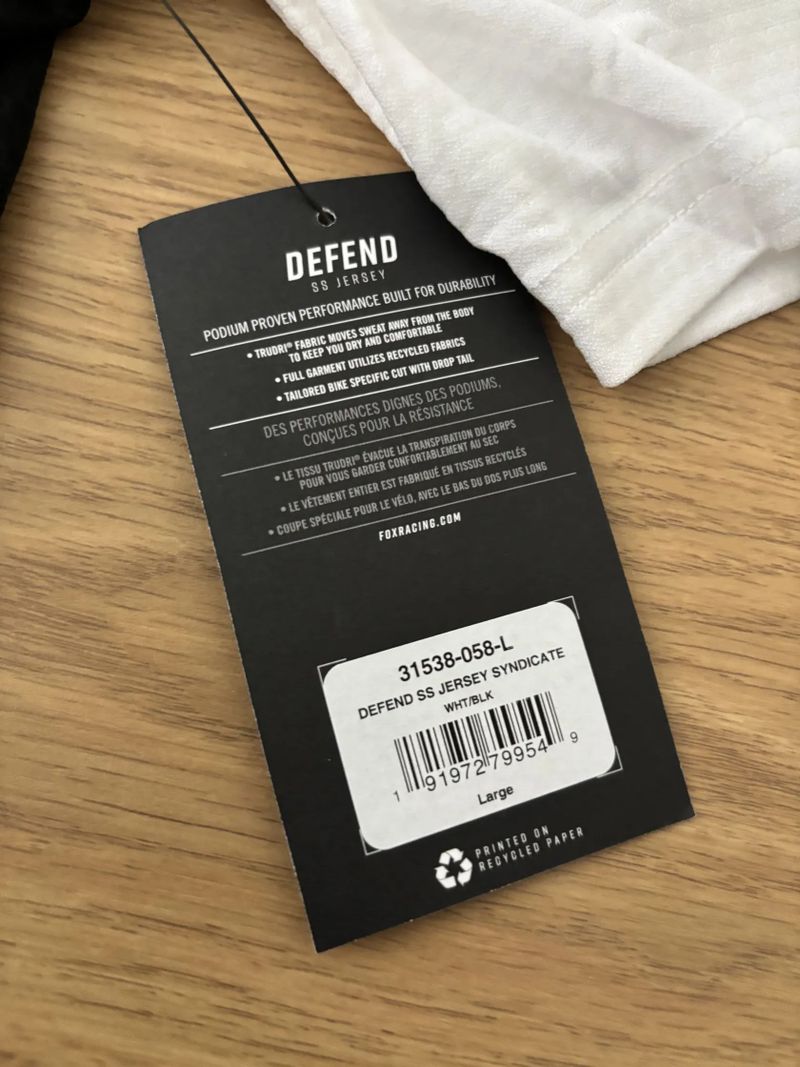 DEFEND
SS JERSEY
PODIUM PROVEN PERFORMANCE BUILT FOR DURABILITY
• TRUDRI® FABRIC MOVES SWEAT AWAY FROM THE BODY
TO KEEP YOU DRY AND COMFORTABLE
• FULL GARMENT UTILIZES RECYCLED FABRICS
• TAILORED BIKE SPECIFIC CUT WITH DROP TAIL
DES PERFORMANCES DIGNES DES PODIUMS,
CONÇUES POUR LA RÉSISTANCE
• LE TISSU TRUDRI® ÉVACUE LA TRANSPIRATION DU CORPS
POUR VOUS GARDER CONFORTABLEMENT AU SEC
• LE VÊTEMENT ENTIER EST FABRIQUÉ EN TISSUS RECYCLÉS
• COUPE SPÉCIALE POUR LE VÉLO, AVEC LE BAS DU DOS PLUS LONG
FOXRACING.COM
31538-058-L
DEFEND SS JERSEY SYNDICATE
WHT/BLK
1 91972 79954 9
Large
PRINTED ON
RECYCLED PAPER